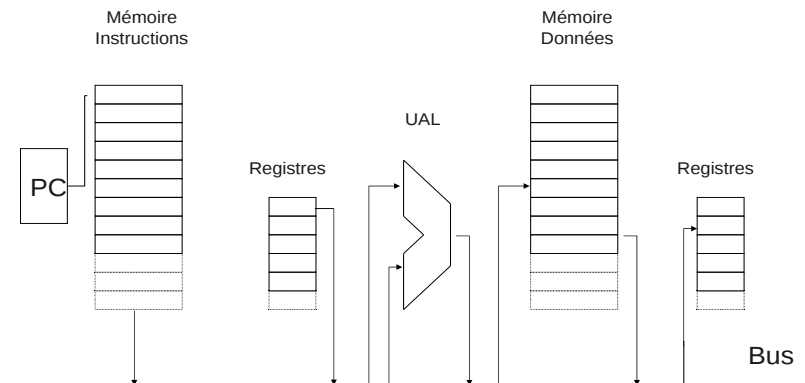 Mémoire
Instructions
Mémoire
Données
UAL
Registres
Registres
PC
Bus